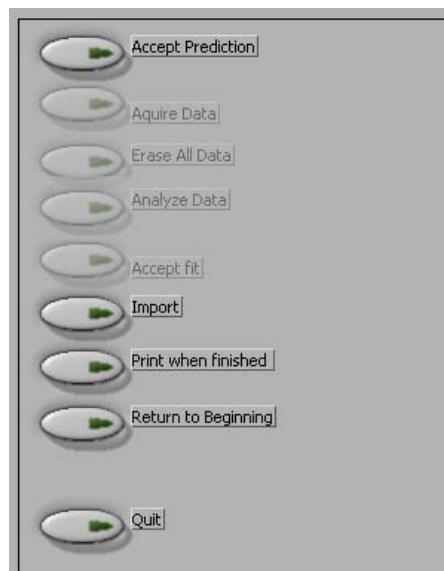 Accept Prediction
Aquire Data
Erase All Data
Analyze Data
Accept fit
Import
Print when finished
Return to Beginning
Quit